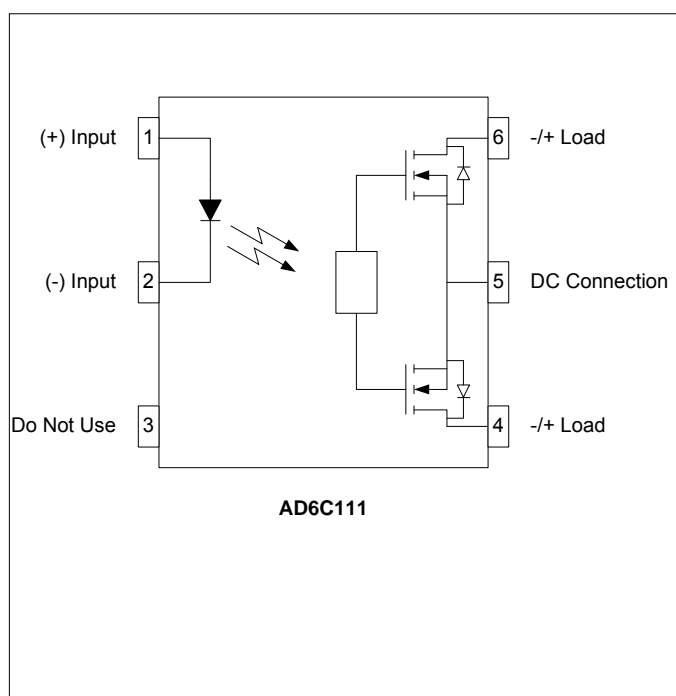 (+) Input 1
6 -/+ Load
(-) Input 2
5 DC Connection
Do Not Use 3
4 -/+ Load
AD6C111